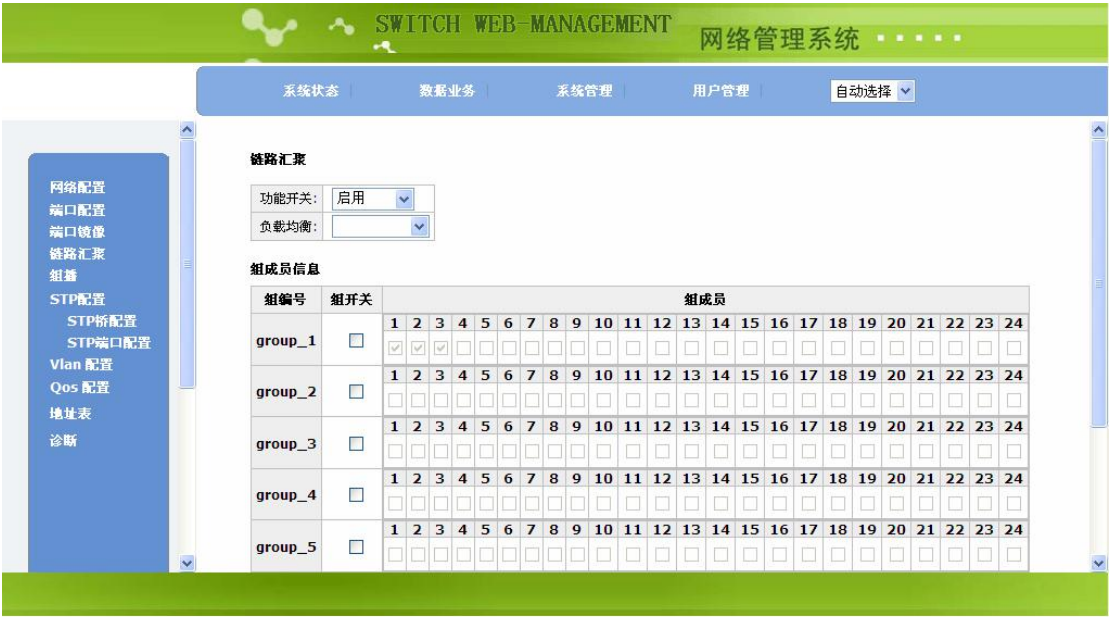 SWITCH WEB-MANAGEMENT 网络管理系统
系统状态 数据业务 系统管理 用户管理 自动选择
网络配置
端口配置
端口镜像
链路汇聚
组播
STP配置
STP桥配置
STP端口配置
Vlan 配置
Qos 配置
地址表
诊断
链路汇聚
功能开关: 启用
负载均衡:
组成员信息
组编号 组开关 组成员
1 2 3 4 5 6 7 8 9 10 11 12 13 14 15 16 17 18 19 20 21 22 23 24
group_1
1 2 3 4 5 6 7 8 9 10 11 12 13 14 15 16 17 18 19 20 21 22 23 24
group_2
1 2 3 4 5 6 7 8 9 10 11 12 13 14 15 16 17 18 19 20 21 22 23 24
group_3
1 2 3 4 5 6 7 8 9 10 11 12 13 14 15 16 17 18 19 20 21 22 23 24
group_4
1 2 3 4 5 6 7 8 9 10 11 12 13 14 15 16 17 18 19 20 21 22 23 24
group_5